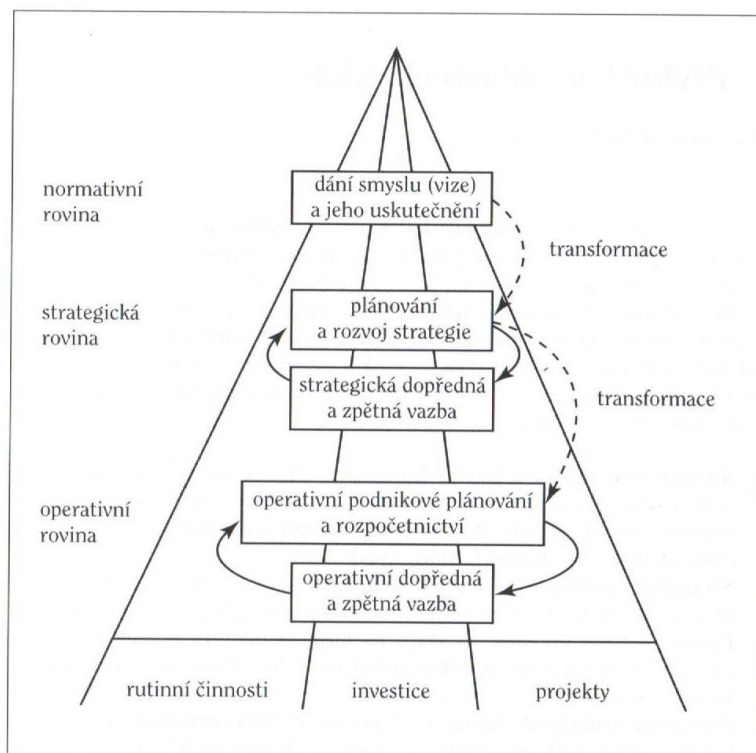 normativní
rovina
dání smyslu (vize)
a jeho uskutečnění
transformace
strategická
rovina
plánování
a rozvoj strategie
strategická dopředná
a zpětná vazba
transformace
operativní
rovina
operativní podnikové plánování
a rozpočetnictví
operativní dopředná
a zpětná vazba
rutinní činnosti
investice
projekty